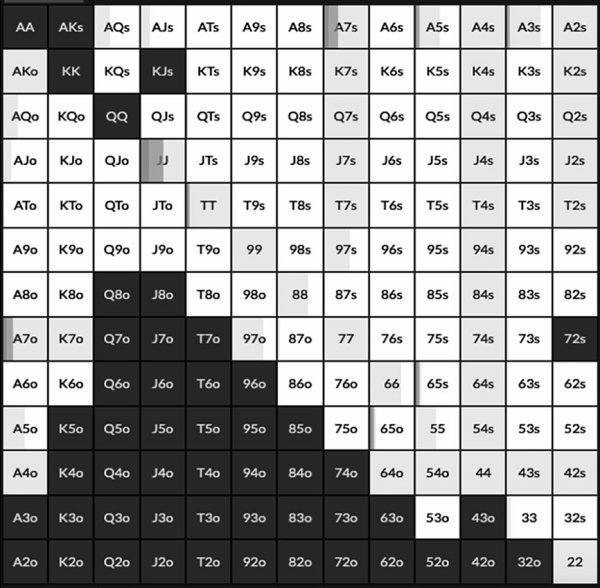 AA AKs AQs AJs ATs A9s A8s A7s A6s A5s A4s A3s A2s
AKo KK KQs KJs KTs K9s K8s K7s K6s K5s K4s K3s K2s
AQo KQo QQ QJs QTs Q9s Q8s Q7s Q6s Q5s Q4s Q3s Q2s
AJo KJo QJo JJ JTs J9s J8s J7s J6s J5s J4s J3s J2s
ATo KTo QTo JTo TT T9s T8s T7s T6s T5s T4s T3s T2s
A9o K9o Q9o J9o T9o 99 98s 97s 96s 95s 94s 93s 92s
A8o K8o Q8o J8o T8o 98o 88 87s 86s 85s 84s 83s 82s
A7o K7o Q7o J7o T7o 97o 87o 77 76s 75s 74s 73s 72s
A6o K6o Q6o J6o T6o 96o 86o 76o 66 65s 64s 63s 62s
A5o K5o Q5o J5o T5o 95o 85o 75o 65o 55 54s 53s 52s
A4o K4o Q4o J4o T4o 94o 84o 74o 64o 54o 44 43s 42s
A3o K3o Q3o J3o T3o 93o 83o 73o 63o 53o 43o 33 32s
A2o K2o Q2o J2o T2o 92o 82o 72o 62o 52o 42o 32o 22